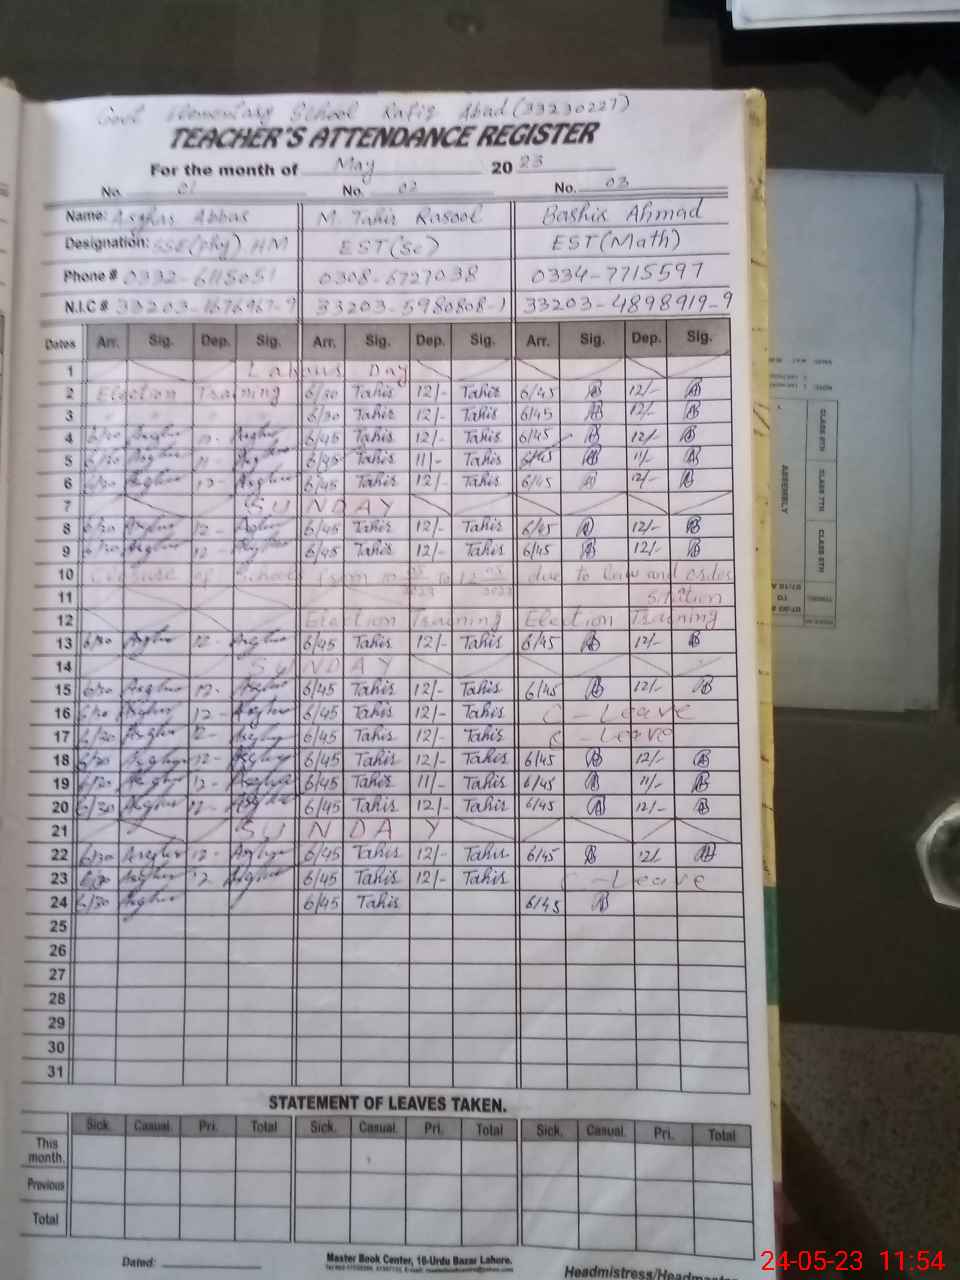 Govt Elementary School Rafiq Abad (33230227)
TEACHER'S ATTENDANCE REGISTER
For the month of May 2023
No. 01 No. 02 No. 03
Name: Asghar Abbas M. Tahir Rasool Bashir Ahmad
Designation: SSE(Phy) HM EST(Sc) EST(Math)
Phone # 0332-6115051 0308-6727038 0334-7715597
N.I.C # 33203-1676967-9 33203-5980808-1 33203-4898919-9
Dates Arr. Sig. Dep. Sig. Arr. Sig. Dep. Sig. Arr. Sig. Dep. Sig.
1 Labour Day
2 Election Training 6/30 Tahir 12/- Tahir 6/45 12/-
3 6/30 Tahir 12/- Tahir 6/45 12/-
4 6/30 Asghar 12- Asghar 6/45 Tahir 12/- Tahir 6/45 12/-
5 6/30 Asghar 11- Asghar 6/45 Tahir 11/- Tahir 6/45 11/-
6 6/30 Asghar 12- Asghar 6/45 Tahir 12/- Tahir 6/45 12/-
7 SUNDAY
8 6/30 Asghar 12- Asghar 6/45 Tahir 12/- Tahir 6/45 12/-
9 6/30 Asghar 12- Asghar 6/45 Tahir 12/- Tahir 6/45 12/-
10 Closure of Schools from 10 05 2023 to 12 05 2023 due to law and order
11 sitution
12 Election Training Election Training
13 6/30 Asghar 12- Asghar 6/45 Tahir 12/- Tahir 6/45 12/-
14 SUNDAY
15 6/30 Asghar 12- Asghar 6/45 Tahir 12/- Tahir 6/45 12/-
16 6/30 Asghar 12- Asghar 6/45 Tahir 12/- Tahir C-Leave
17 6/30 Asghar 12- Asghar 6/45 Tahir 12/- Tahir C-Leave
18 6/30 Asghar 12- Asghar 6/45 Tahir 12/- Tahir 6/45 12/-
19 6/30 Asghar 12- Asghar 6/45 Tahir 11/- Tahir 6/45 11/-
20 6/30 Asghar 12- Asghar 6/45 Tahir 12/- Tahir 6/45 12/-
21 SUNDAY
22 6/30 Asghar 12- Asghar 6/45 Tahir 12/- Tahir 6/45 12/
23 6/30 Asghar 12 Asghar 6/45 Tahir 12/- Tahir C-Leave
24 6/30 Asghar 6/45 Tahir 6/45
25
26
27
28
29
30
31
STATEMENT OF LEAVES TAKEN.
Sick. Casual. Pri. Total Sick. Casual. Pri. Total Sick. Casual. Pri. Total
This month.
Previous
Total
Dated:
Master Book Center, 16-Urdu Bazar Lahore.
Headmistress/
CLASS 6TH CLASS 7TH CLASS 8TH
ASSEMBLY
24-05-23 11:54